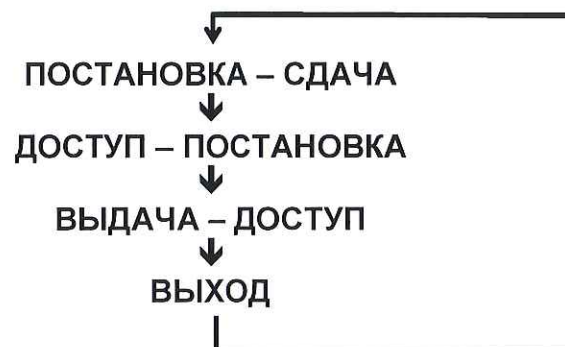 ПОСТАНОВКА – СДАЧА
ДОСТУП – ПОСТАНОВКА
ВЫДАЧА – ДОСТУП
ВЫХОД